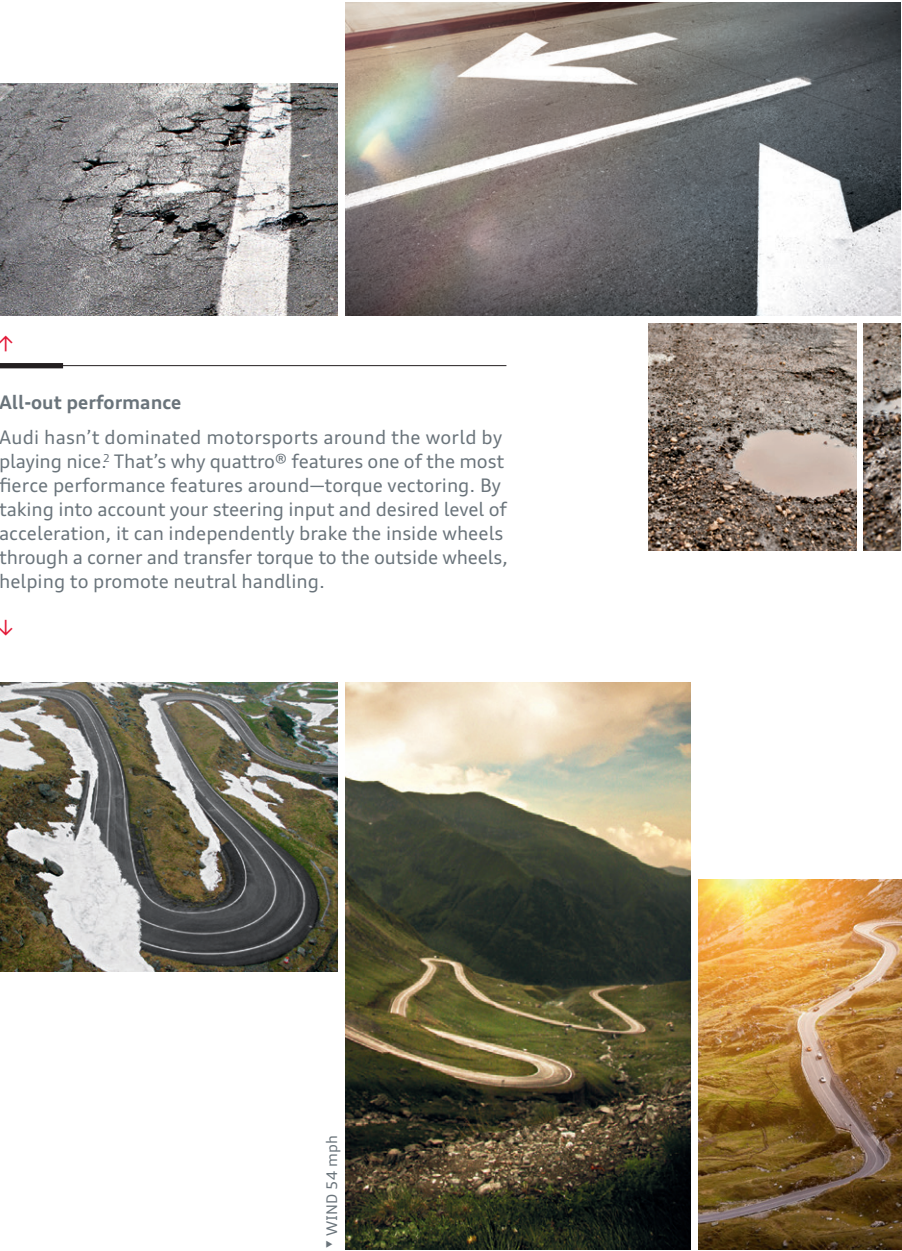 ↑
All-out performance
Audi hasn’t dominated motorsports around the world by
playing nice.² That’s why quattro® features one of the most
fierce performance features around—torque vectoring. By
taking into account your steering input and desired level of
acceleration, it can independently brake the inside wheels
through a corner and transfer torque to the outside wheels,
helping to promote neutral handling.
↓
▼ WIND 54 mph